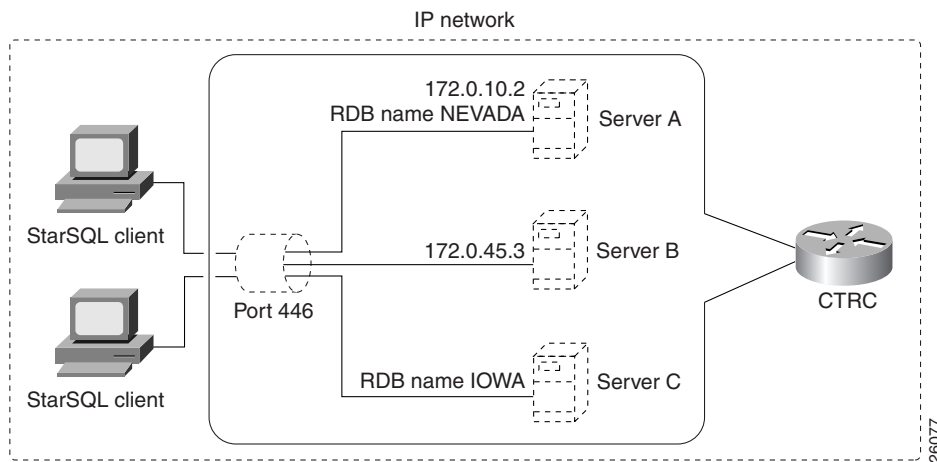 IP network
172.0.10.2
RDB name NEVADA
Server A
StarSQL client
172.0.45.3
Server B
Port 446
CTRC
RDB name IOWA
Server C
StarSQL client
26077